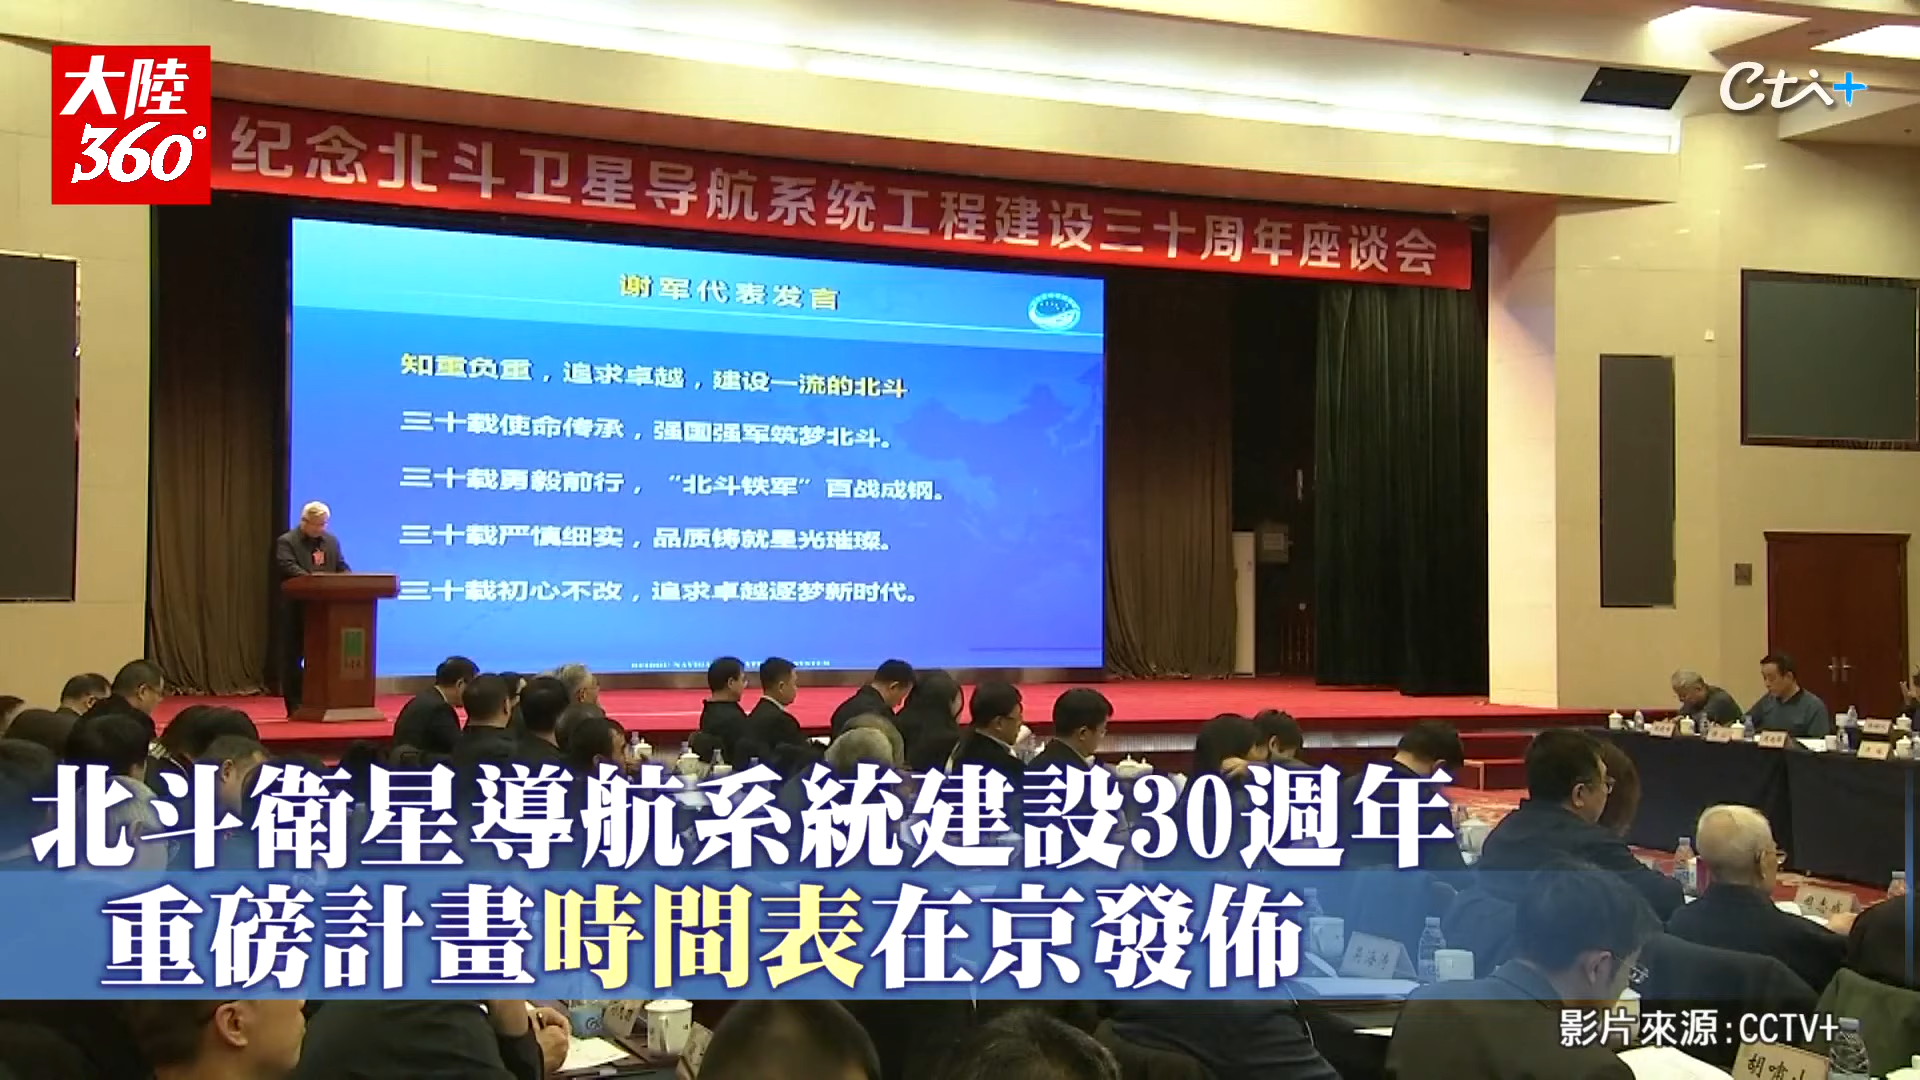 大陸
360°
Cti+
纪念北斗卫星导航系统工程建设三十周年座谈会
谢军代表发言
知重负重，追求卓越，建设一流的北斗
三十载使命传承，强国强军筑梦北斗。
三十载勇毅前行，“北斗铁军”百战成钢。
三十载严慎细实，品质铸就星光璀璨。
三十载初心不改，追求卓越逐梦新时代。
北斗衛星導航系統建設30週年
重磅計畫時間表在京發佈
影片來源:CCTV+